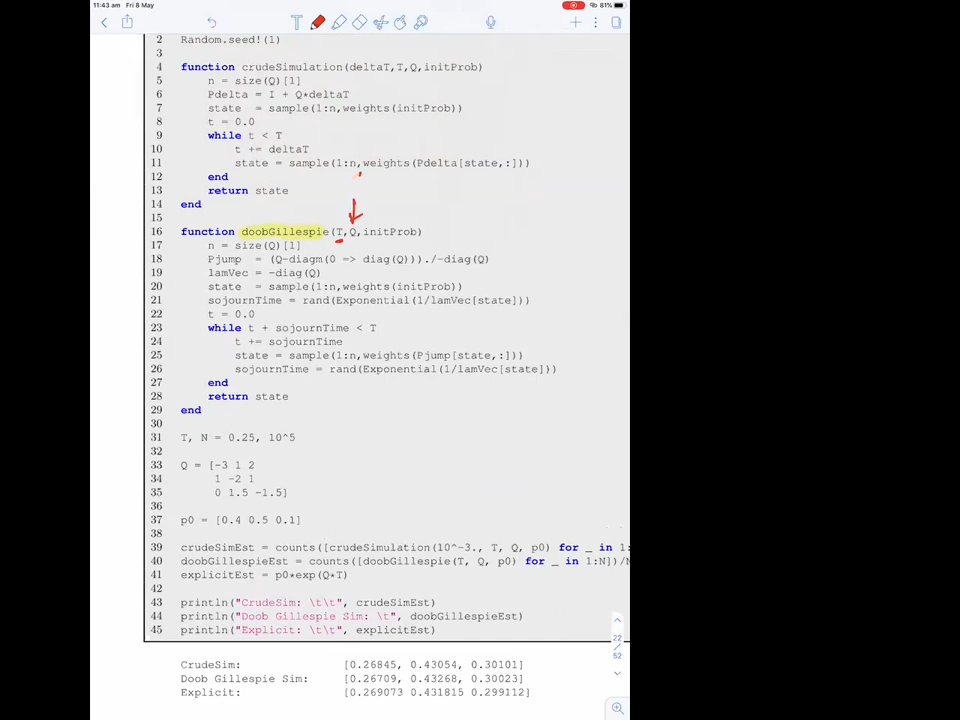 11:43 am Fri 8 May
81%
T
2 Random.seed!(1)
3
4 function crudeSimulation(deltaT,T,Q,initProb)
5 n = size(Q)[1]
6 Pdelta = I + Q*deltaT
7 state = sample(1:n,weights(initProb))
8 t = 0.0
9 while t < T
10 t += deltaT
11 state = sample(1:n,weights(Pdelta[state,:]))
12 end
13 return state
14 end
15
16 function doobGillespie(T,Q,initProb)
17 n = size(Q)[1]
18 Pjump = (Q-diagm(0 => diag(Q)))./-diag(Q)
19 lamVec = -diag(Q)
20 state = sample(1:n,weights(initProb))
21 sojournTime = rand(Exponential(1/lamVec[state]))
22 t = 0.0
23 while t + sojournTime < T
24 t += sojournTime
25 state = sample(1:n,weights(Pjump[state,:]))
26 sojournTime = rand(Exponential(1/lamVec[state]))
27 end
28 return state
29 end
30
31 T, N = 0.25, 10^5
32
33 Q = [-3 1 2
34 1 -2 1
35 0 1.5 -1.5]
36
37 p0 = [0.4 0.5 0.1]
38
39 crudeSimEst = counts([crudeSimulation(10^-3., T, Q, p0) for _ in 1:
40 doobGillespieEst = counts([doobGillespie(T, Q, p0) for _ in 1:N])/N
41 explicitEst = p0*exp(Q*T)
42
43 println("CrudeSim: \t\t", crudeSimEst)
44 println("Doob Gillespie Sim: \t", doobGillespieEst)
45 println("Explicit: \t\t", explicitEst)
22
/
52
CrudeSim: [0.26845, 0.43054, 0.30101]
Doob Gillespie Sim: [0.26709, 0.43268, 0.30023]
Explicit: [0.269073 0.431815 0.299112]